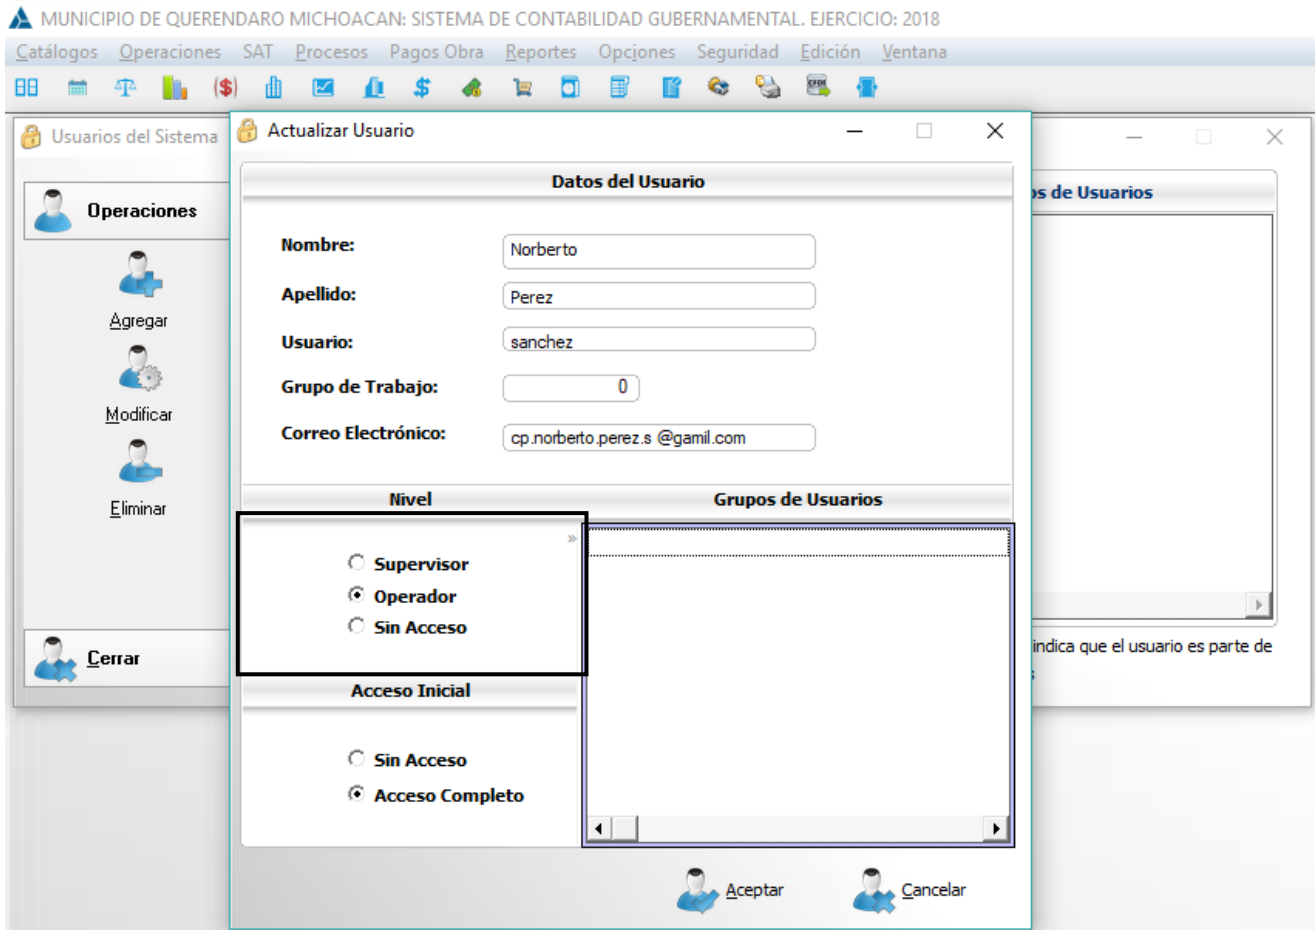 MUNICIPIO DE QUERENDARO MICHOACAN: SISTEMA DE CONTABILIDAD GUBERNAMENTAL. EJERCICIO: 2018
Catálogos Operaciones SAT Procesos Pagos Obra Reportes Opciones Seguridad Edición Ventana
($) $ CFDI
Usuarios del Sistema
Operaciones
Agregar
Modificar
Eliminar
Cerrar
Actualizar Usuario
Datos del Usuario
Nombre: Norberto
Apellido: Perez
Usuario: sanchez
Grupo de Trabajo: 0
Correo Electrónico: cp.norberto.perez.s @gamil.com
Nivel
»
Supervisor
Operador
Sin Acceso
Acceso Inicial
Sin Acceso
Acceso Completo
Grupos de Usuarios
Aceptar Cancelar
de Usuarios
indica que el usuario es parte de